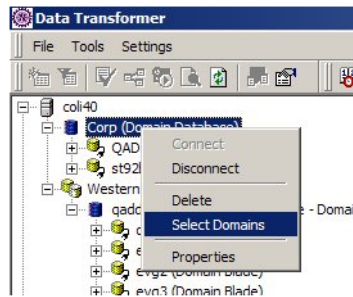 Data Transformer
File Tools Settings
coli40
Corp (Domain Database)
QAD
Connect
st92
Disconnect
Western
Delete
qadd
- Domai
Select Domains
Properties
evg2 (Domain Blade)
evg3 (Domain Blade)